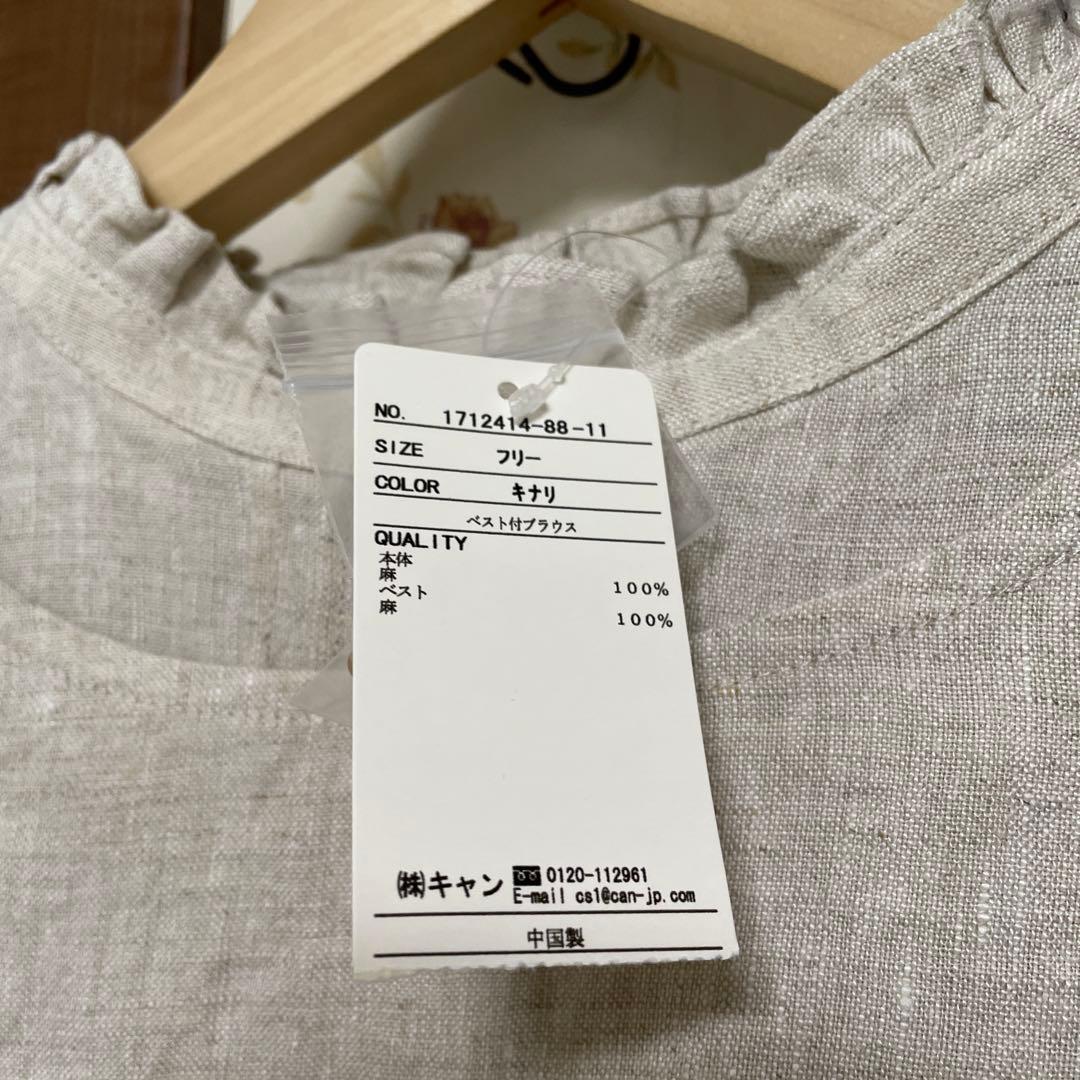 NO. 1712414-88-11
SIZE フリー
COLOR キナリ
ベスト付ブラウス
QUALITY
本体
麻 100%
ベスト
麻 100%
㈱キャン 0120-112961
E-mail cs1@can-jp.com
中国製